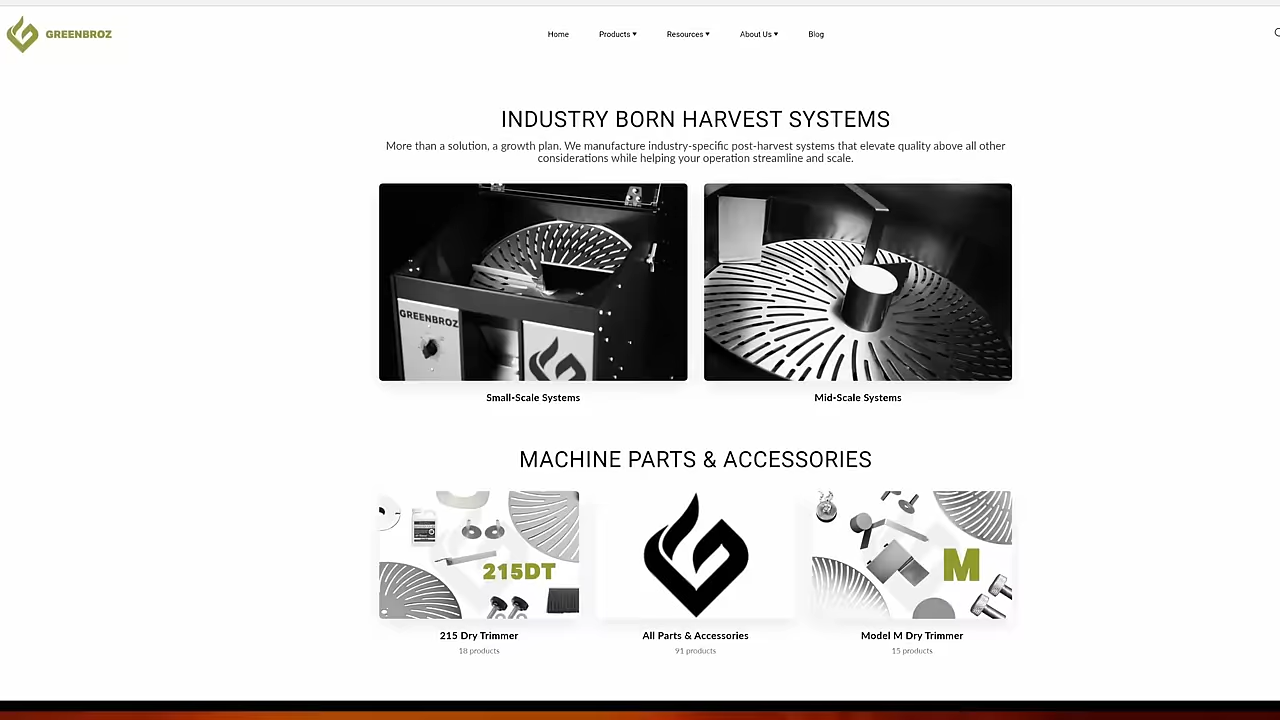 GREENBROZ
Home Products Resources About Us Blog
INDUSTRY BORN HARVEST SYSTEMS
More than a solution, a growth plan. We manufacture industry-specific post-harvest systems that elevate quality above all other
considerations while helping your operation streamline and scale.
GREENBROZ
Small-Scale Systems
Mid-Scale Systems
MACHINE PARTS & ACCESSORIES
215DT
M
215 Dry Trimmer
All Parts & Accessories
Model M Dry Trimmer
18 products
91 products
15 products